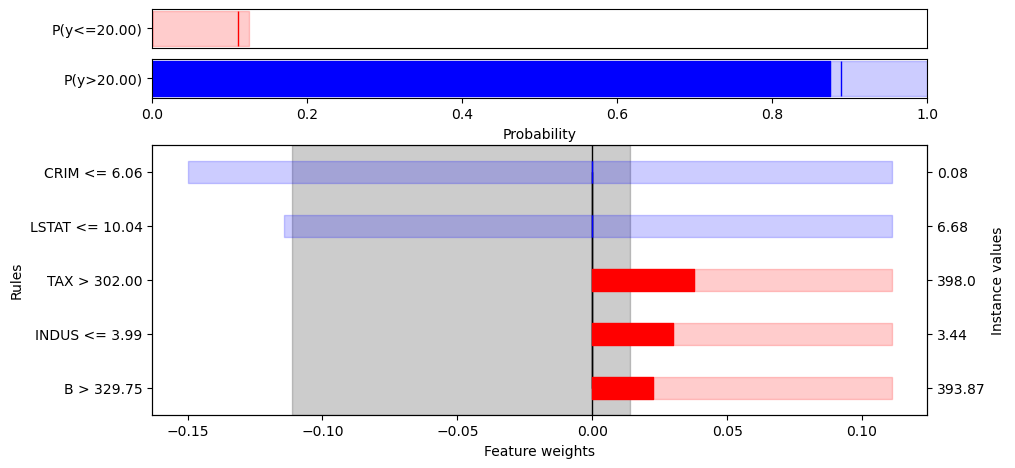 P(y<=20.00)
P(y>20.00)
0.0 0.2 0.4 0.6 0.8 1.0
Probability
CRIM <= 6.06 0.08
LSTAT <= 10.04 6.68
TAX > 302.00 398.0
INDUS <= 3.99 3.44
B > 329.75 393.87
Rules
Instance values
−0.15 −0.10 −0.05 0.00 0.05 0.10
Feature weights